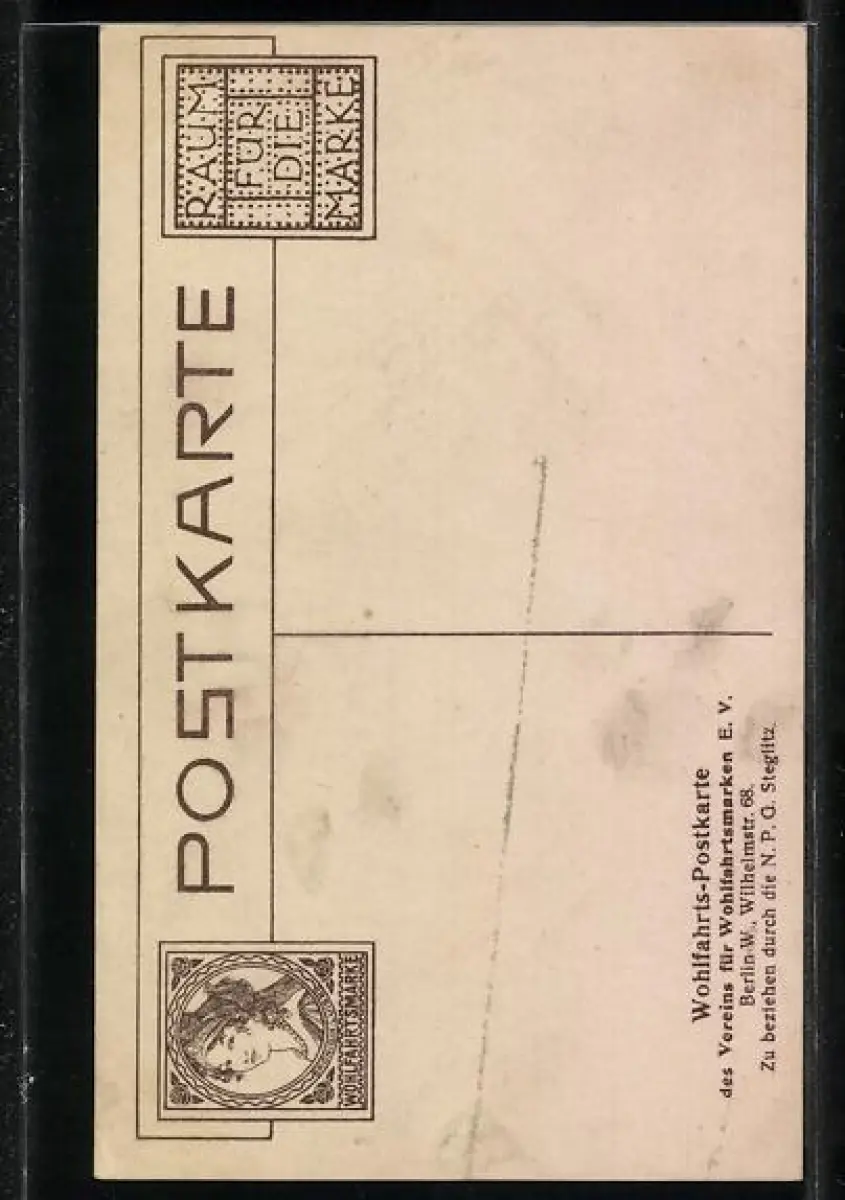 POSTKARTE
RAUM
FÜR
DIE
MARKE
WOHLFAHRTSMARKE
Wohlfahrts-Postkarte
des Vereins für Wohlfahrtsmarken E. V.
Berlin-W., Wilhelmstr. 68.
Zu beziehen durch die N. P. G. Steglitz